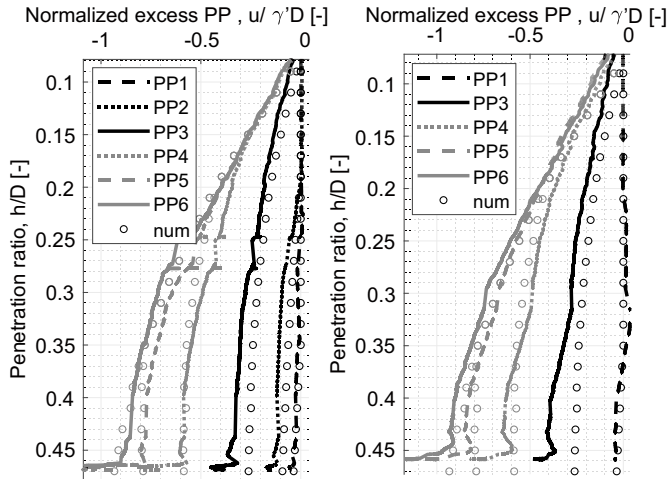 Normalized excess PP , u/ γ'D [-]
-1 -0.5 0
0.1
0.15
0.2
0.25
0.3
0.35
0.4
0.45
Penetration ratio, h/D [-]
PP1
PP2
PP3
PP4
PP5
PP6
num
Normalized excess PP , u/ γ'D [-]
-1 -0.5 0
0.1
0.15
0.2
0.25
0.3
0.35
0.4
0.45
Penetration ratio, h/D [-]
PP1
PP3
PP4
PP5
PP6
num